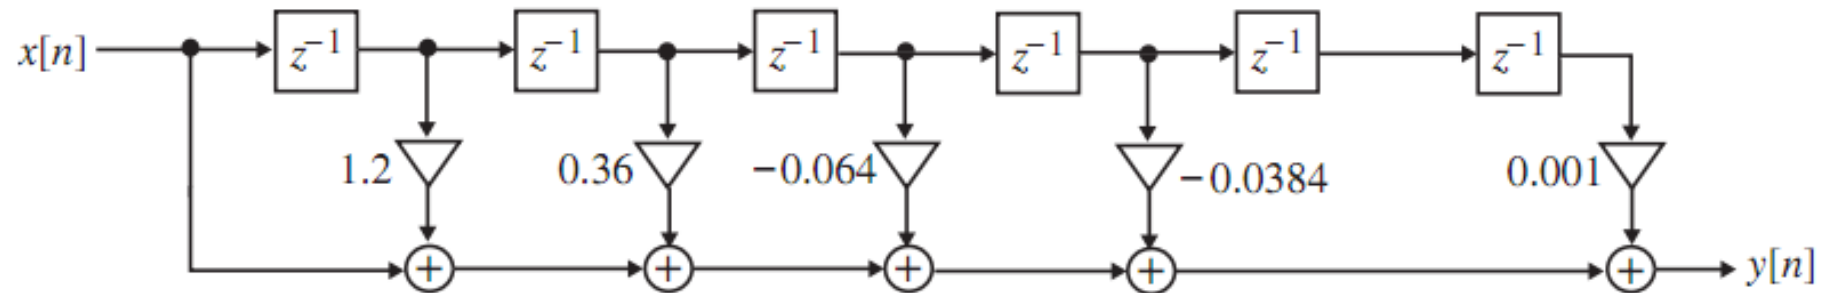 x[n] z⁻¹ z⁻¹ z⁻¹ z⁻¹ z⁻¹ z⁻¹
1.2 0.36 −0.064 −0.0384 0.001
+ + + + + y[n]